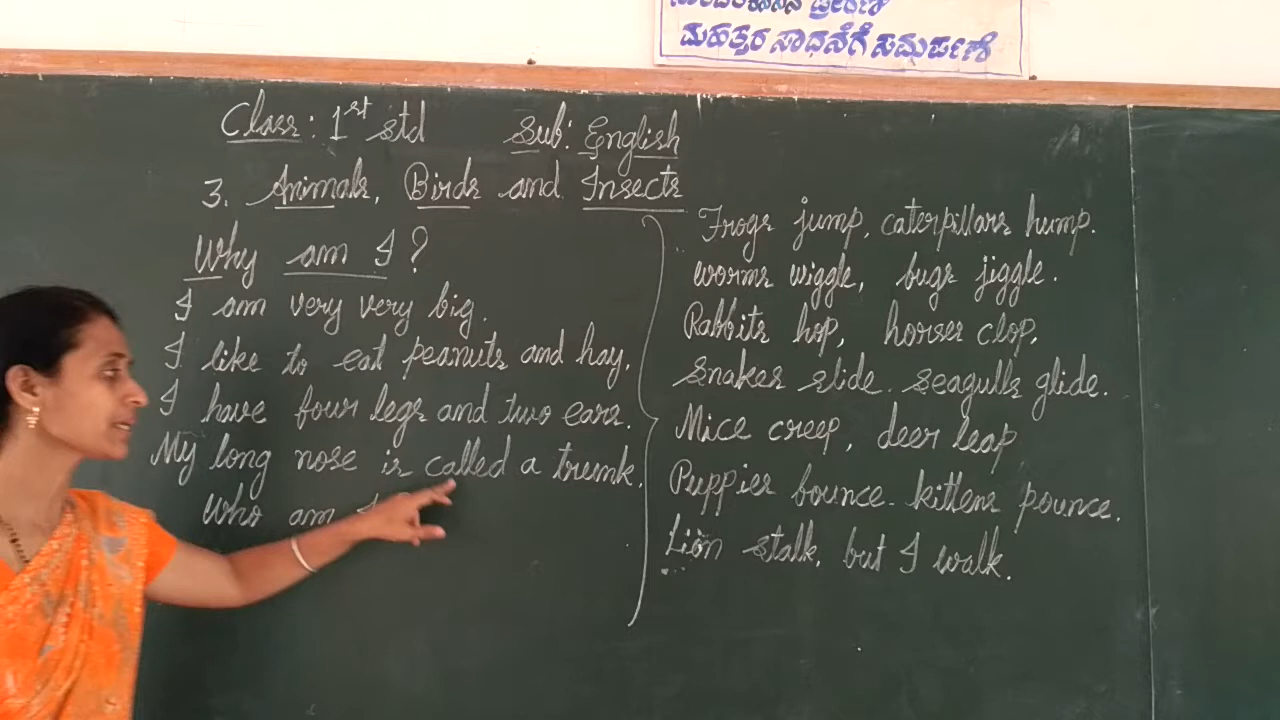 ಪ್ರೇರಣೆ
ಮಹತ್ತರ ಸಾಧನೆಗೆ ಸಮರ್ಪಣೆ
Class: 1st std Sub: English
3. Animals, Birds and Insects
Why am I?
I am very very big.
I like to eat peanuts and hay.
I have four legs and two ears.
My long nose is called a trunk.
Who am I
Frogs jump, caterpillars hump.
worms wiggle, bugs jiggle.
Rabbits hop, horses clop.
Snakes slide. Seagulls glide.
Mice creep, deer leap
Puppies bounce. kittens pounce.
Lion stalk, but I walk.